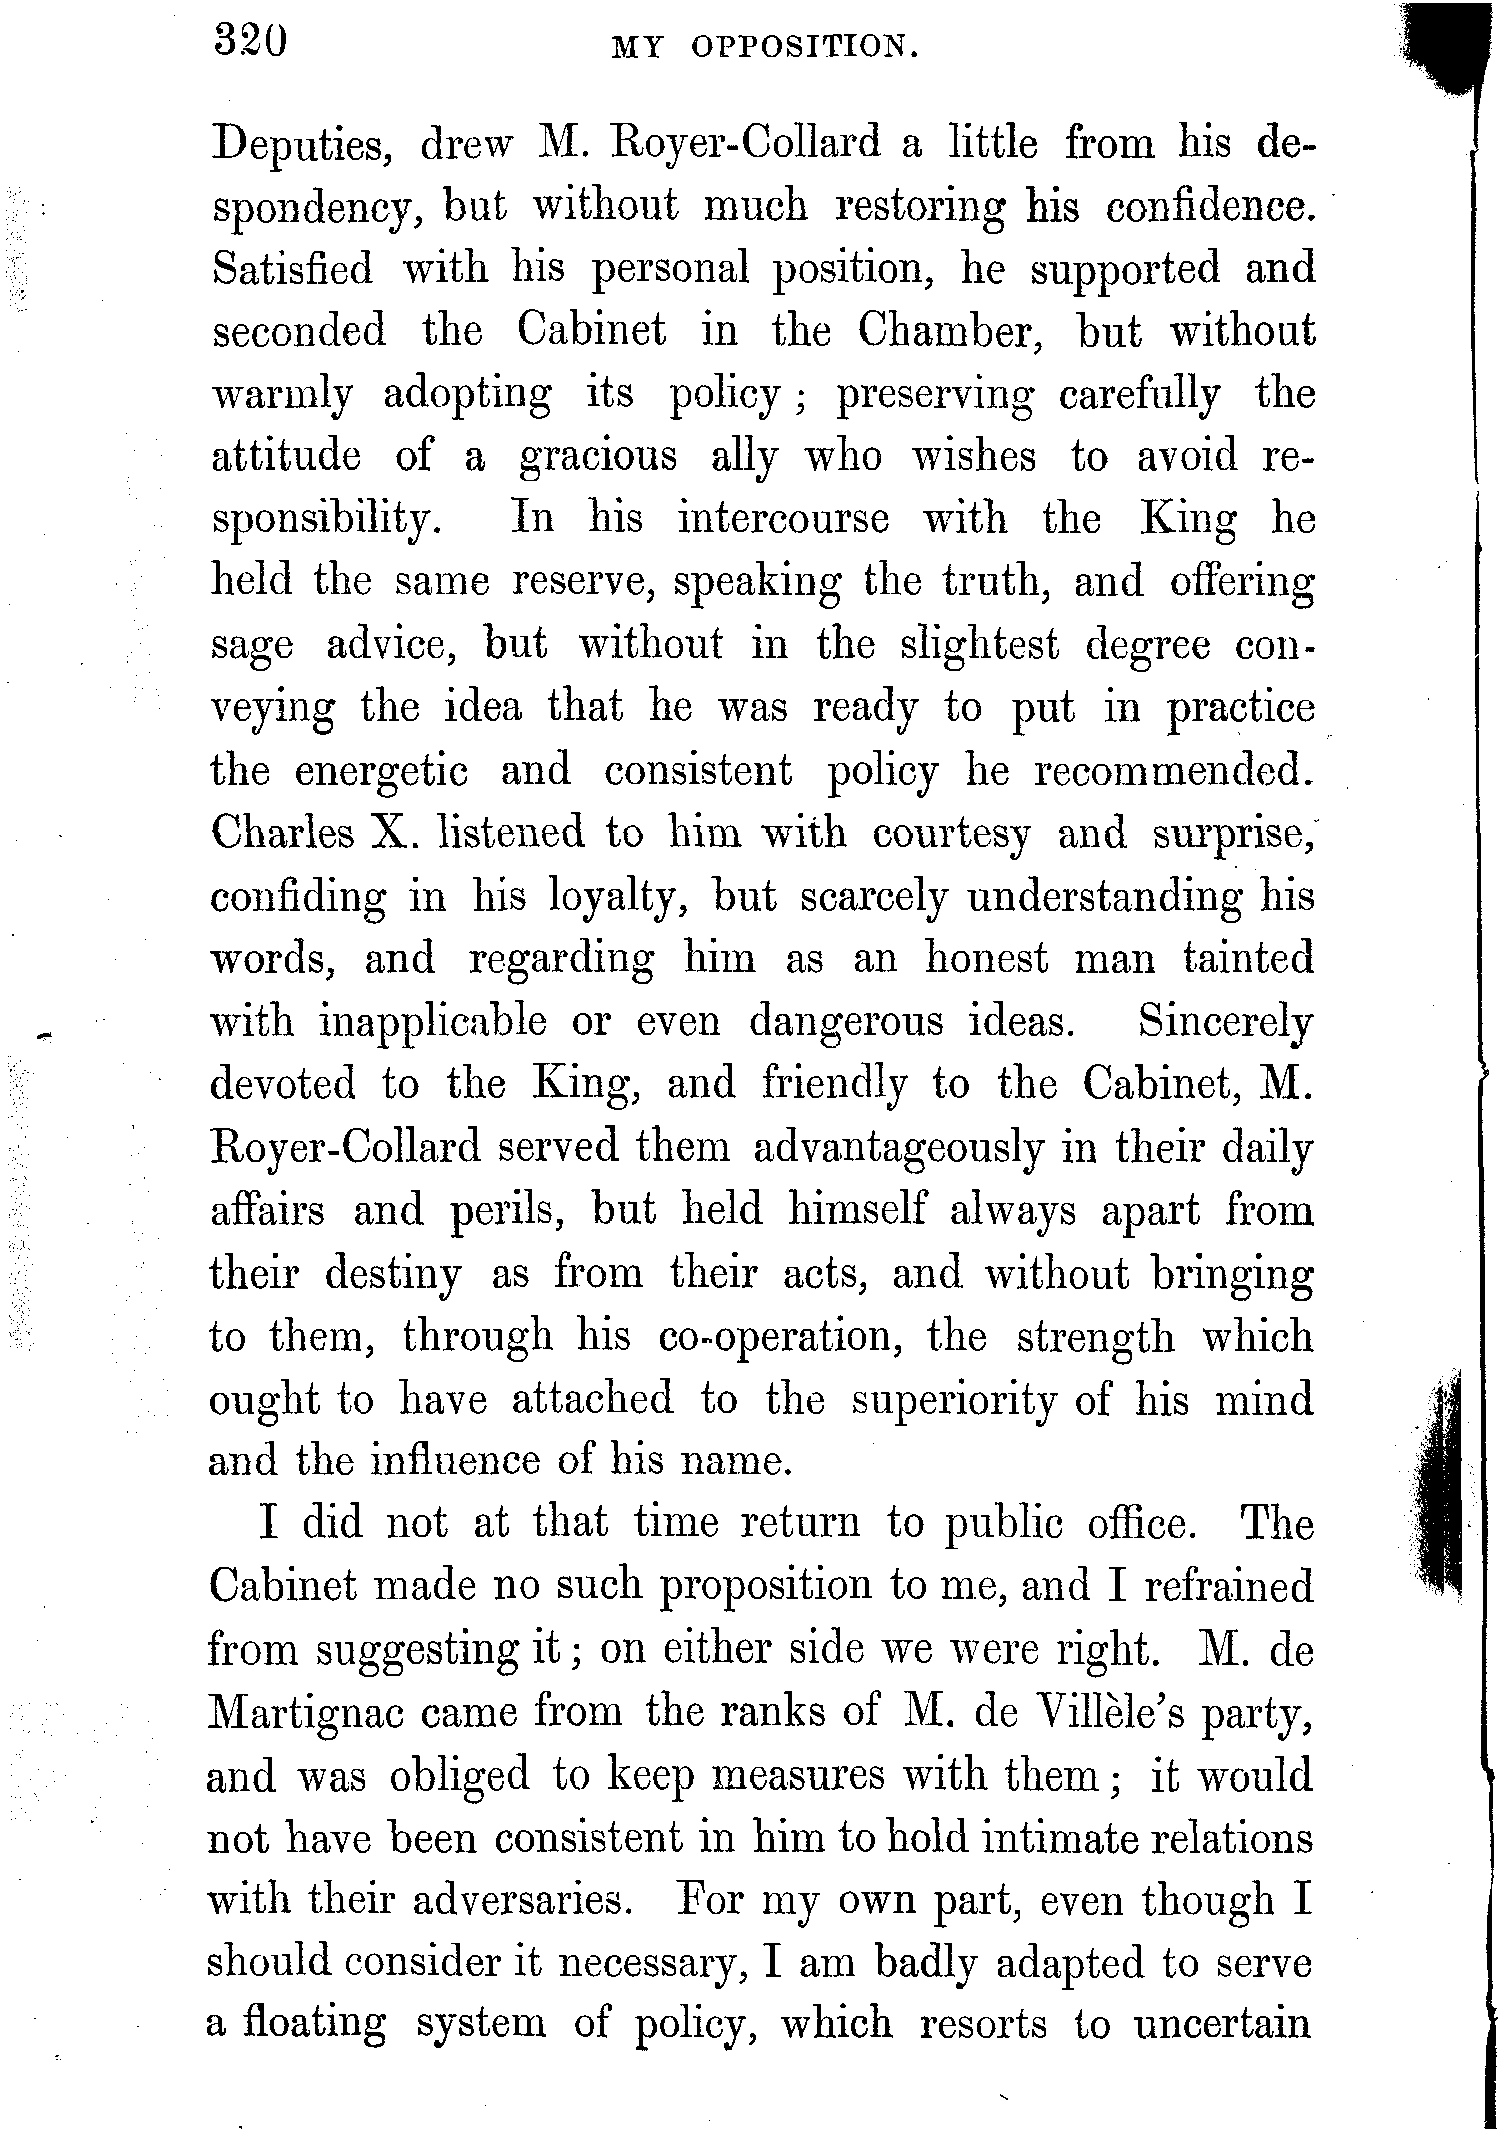 320 MY OPPOSITION.
Deputies, drew M. Royer-Collard a little from his de-
spondency, but without much restoring his confidence.
Satisfied with his personal position, he supported and
seconded the Cabinet in the Chamber, but without
warmly adopting its policy ; preserving carefully the
attitude of a gracious ally who wishes to avoid re-
sponsibility. In his intercourse with the King he
held the same reserve, speaking the truth, and offering
sage advice, but without in the slightest degree con-
veying the idea that he was ready to put in practice
the energetic and consistent policy he recommended.
Charles X. listened to him with courtesy and surprise,
confiding in his loyalty, but scarcely understanding his
words, and regarding him as an honest man tainted
with inapplicable or even dangerous ideas. Sincerely
devoted to the King, and friendly to the Cabinet, M.
Royer-Collard served them advantageously in their daily
affairs and perils, but held himself always apart from
their destiny as from their acts, and without bringing
to them, through his co-operation, the strength which
ought to have attached to the superiority of his mind
and the influence of his name.
I did not at that time return to public office. The
Cabinet made no such proposition to me, and I refrained
from suggesting it ; on either side we were right. M. de
Martignac came from the ranks of M. de Villèle's party,
and was obliged to keep measures with them ; it would
not have been consistent in him to hold intimate relations
with their adversaries. For my own part, even though I
should consider it necessary, I am badly adapted to serve
a floating system of policy, which resorts to uncertain